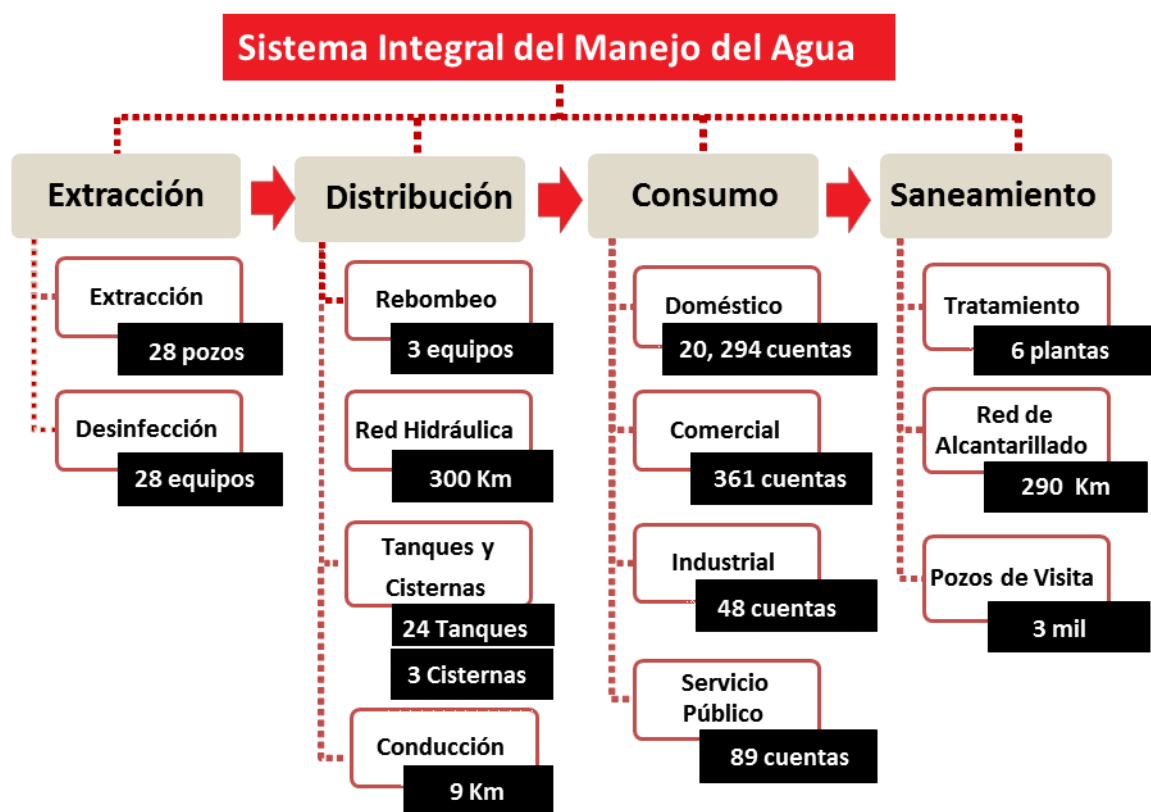 Sistema Integral del Manejo del Agua
Extracción
Extracción
28 pozos
Desinfección
28 equipos
Distribución
Rebombeo
3 equipos
Red Hidráulica
300 Km
Tanques y
Cisternas
24 Tanques
3 Cisternas
Conducción
9 Km
Consumo
Doméstico
20, 294 cuentas
Comercial
361 cuentas
Industrial
48 cuentas
Servicio
Público
89 cuentas
Saneamiento
Tratamiento
6 plantas
Red de
Alcantarillado
290 Km
Pozos de Visita
3 mil